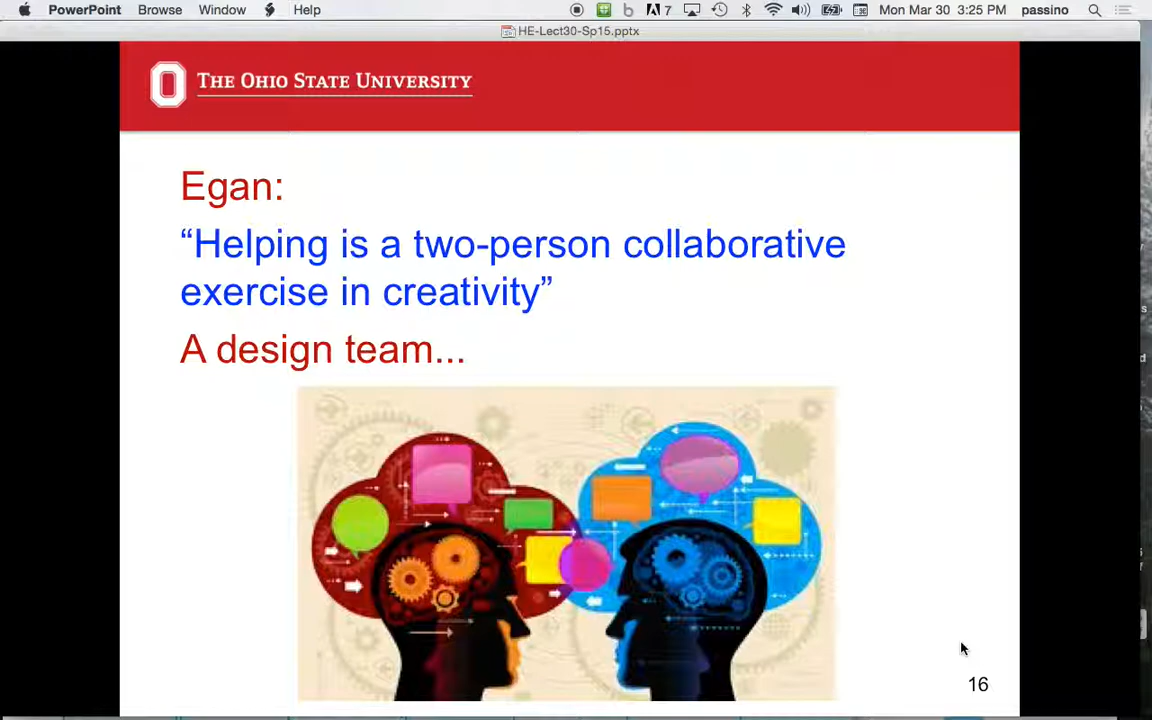 PowerPoint Browse Window Help 7 Mon Mar 30 3:25 PM passino
HE-Lect30-Sp15.pptx
THE OHIO STATE UNIVERSITY
Egan:
“Helping is a two-person collaborative
exercise in creativity”
A design team...
16